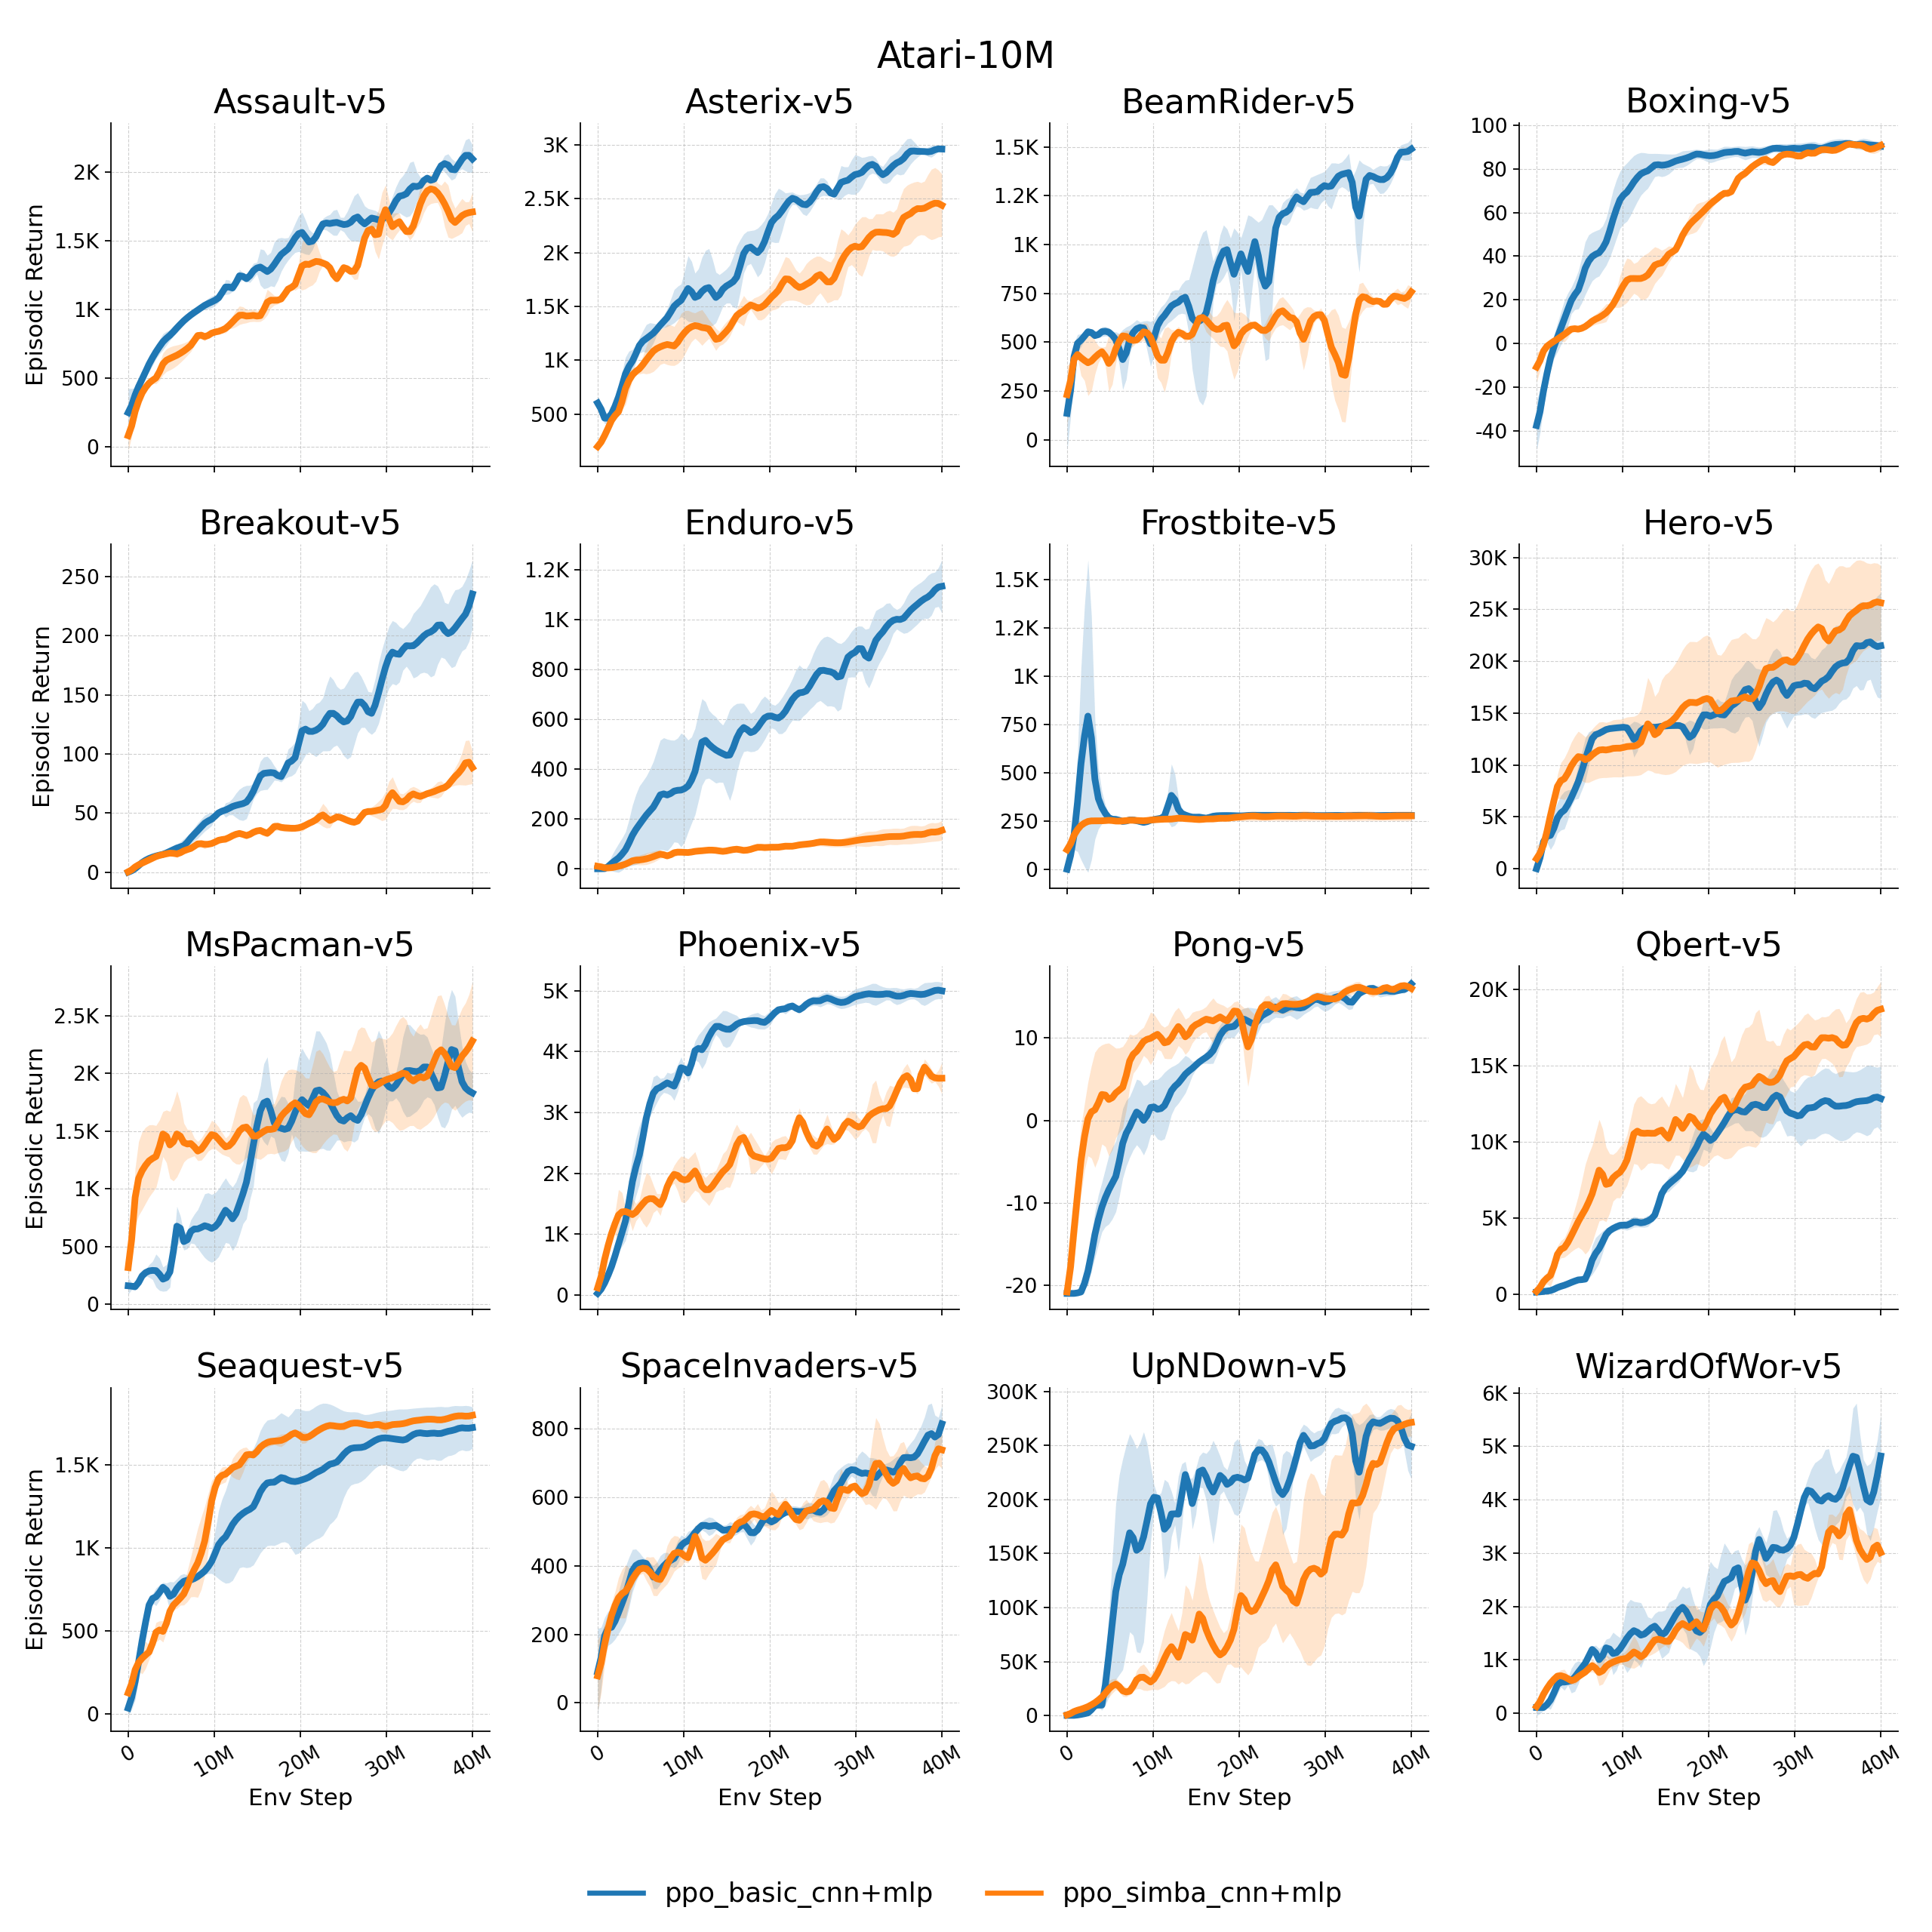 Atari-10M
Assault-v5
Asterix-v5
BeamRider-v5
Boxing-v5
Episodic Return
2K
1.5K
1K
500
0
3K
2.5K
2K
1.5K
1K
500
1.5K
1.2K
1K
750
500
250
0
100
80
60
40
20
0
-20
-40
Breakout-v5
Enduro-v5
Frostbite-v5
Hero-v5
Episodic Return
250
200
150
100
50
0
1.2K
1K
800
600
400
200
0
1.5K
1.2K
1K
750
500
250
0
30K
25K
20K
15K
10K
5K
0
MsPacman-v5
Phoenix-v5
Pong-v5
Qbert-v5
Episodic Return
2.5K
2K
1.5K
1K
500
0
5K
4K
3K
2K
1K
0
10
0
-10
-20
20K
15K
10K
5K
0
Seaquest-v5
SpaceInvaders-v5
UpNDown-v5
WizardOfWor-v5
Episodic Return
1.5K
1K
500
0
800
600
400
200
0
300K
250K
200K
150K
100K
50K
0
6K
5K
4K
3K
2K
1K
0
0 10M 20M 30M 40M
0 10M 20M 30M 40M
0 10M 20M 30M 40M
0 10M 20M 30M 40M
Env Step
Env Step
Env Step
Env Step
ppo_basic_cnn+mlp
ppo_simba_cnn+mlp